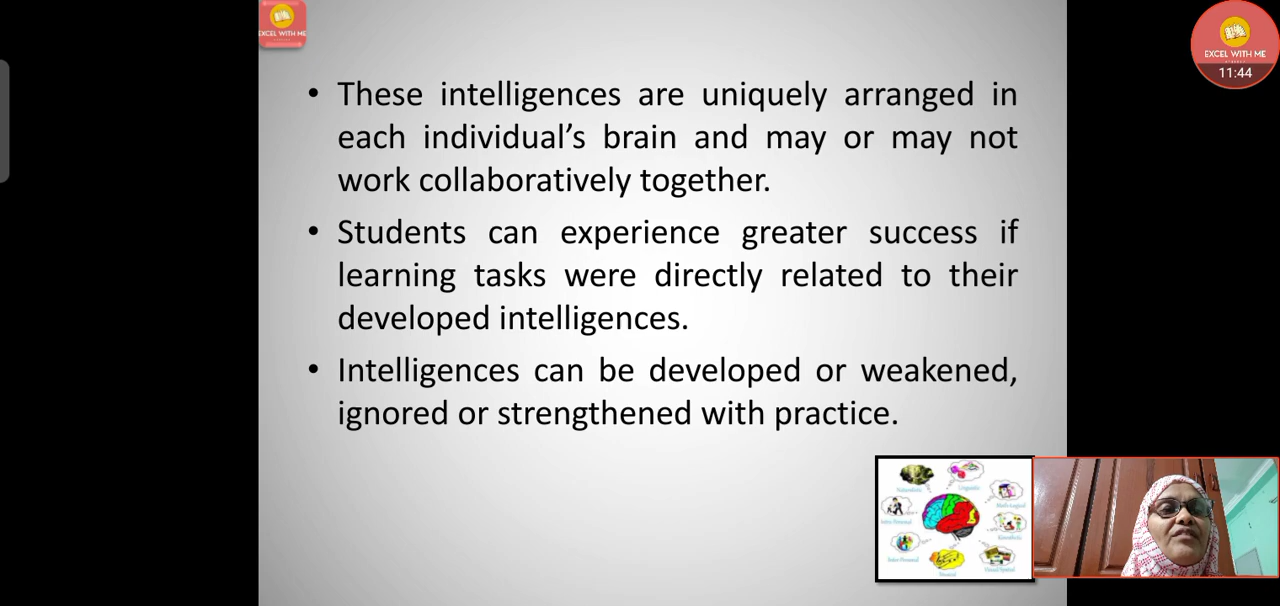 EXCEL WITH ME
EXCEL WITH ME
11:44
• These intelligences are uniquely arranged in
each individual’s brain and may or may not
work collaboratively together.
• Students can experience greater success if
learning tasks were directly related to their
developed intelligences.
• Intelligences can be developed or weakened,
ignored or strengthened with practice.
Linguistic